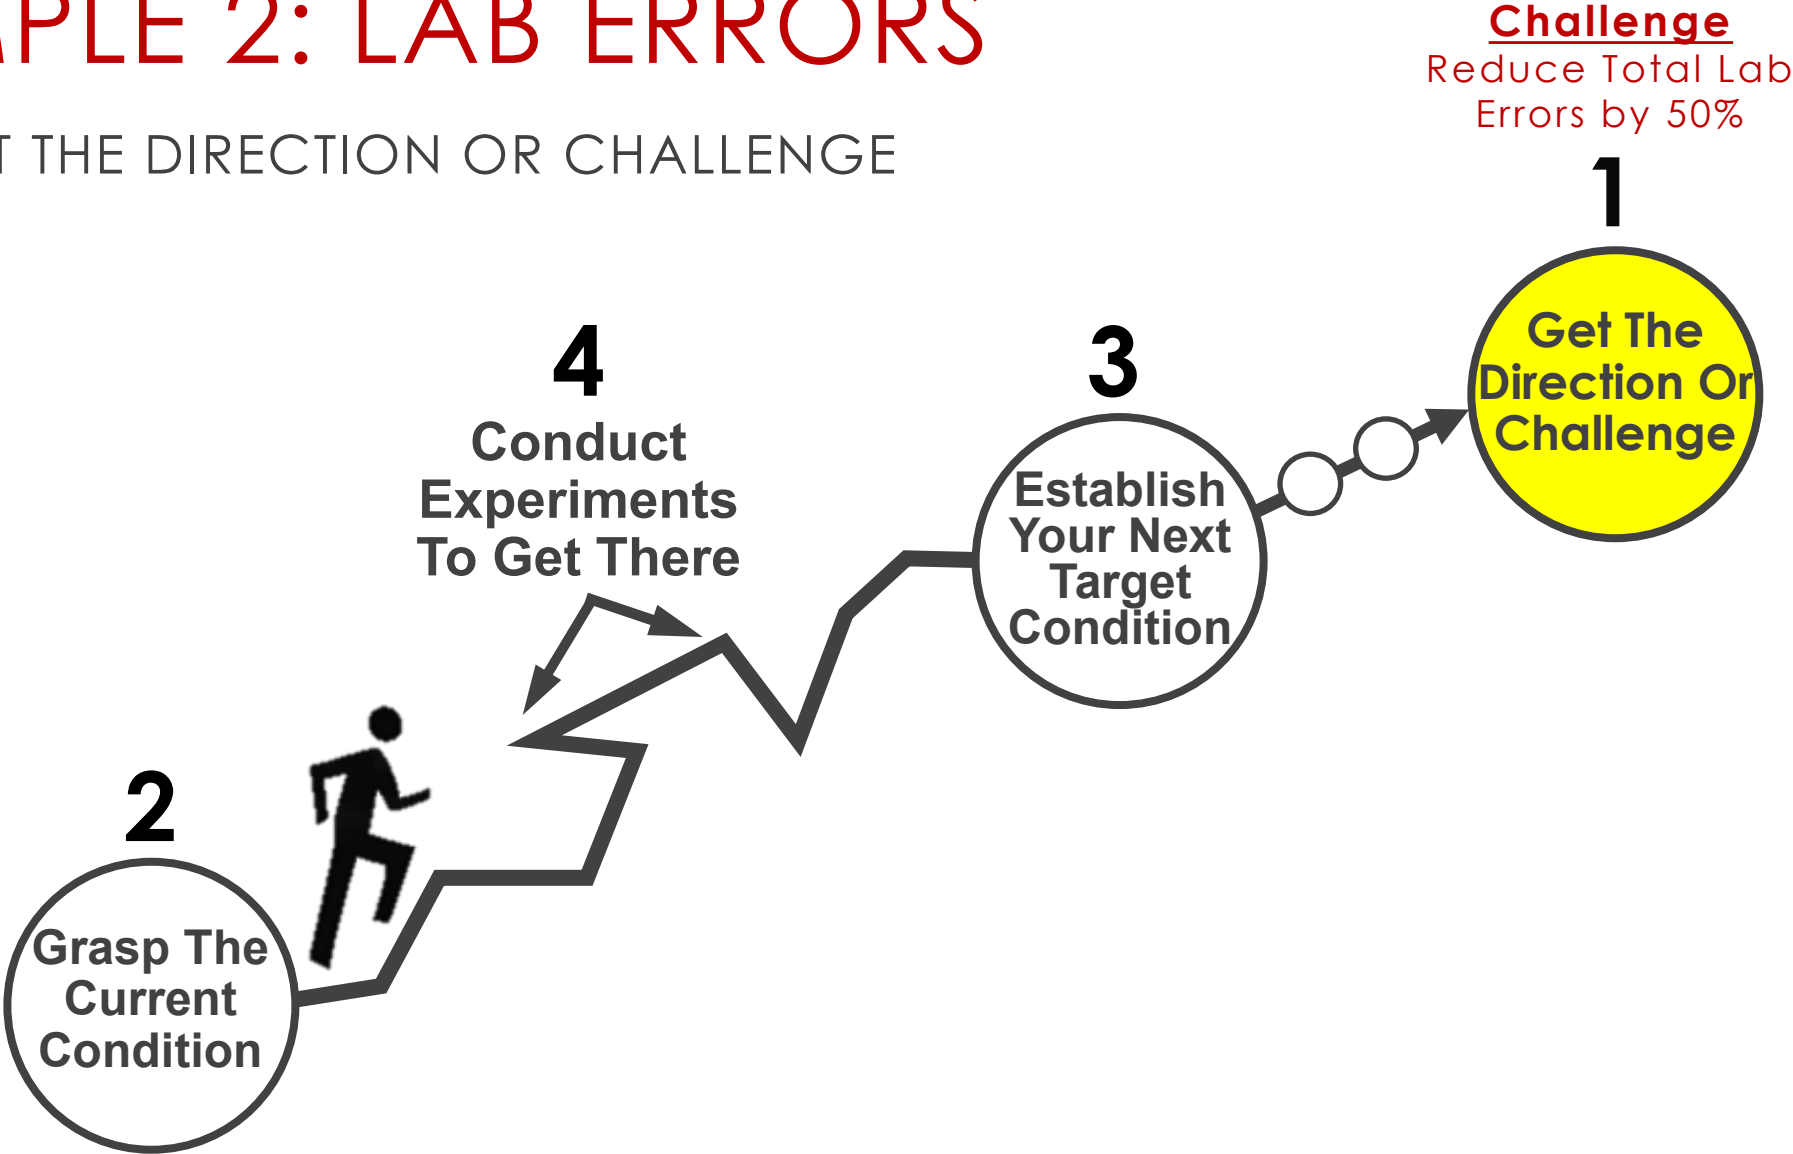 MPLE 2: LAB ERRORS
T THE DIRECTION OR CHALLENGE
Challenge
Reduce Total Lab
Errors by 50%
1
Get The
Direction Or
Challenge
4
Conduct
Experiments
To Get There
3
Establish
Your Next
Target
Condition
2
Grasp The
Current
Condition